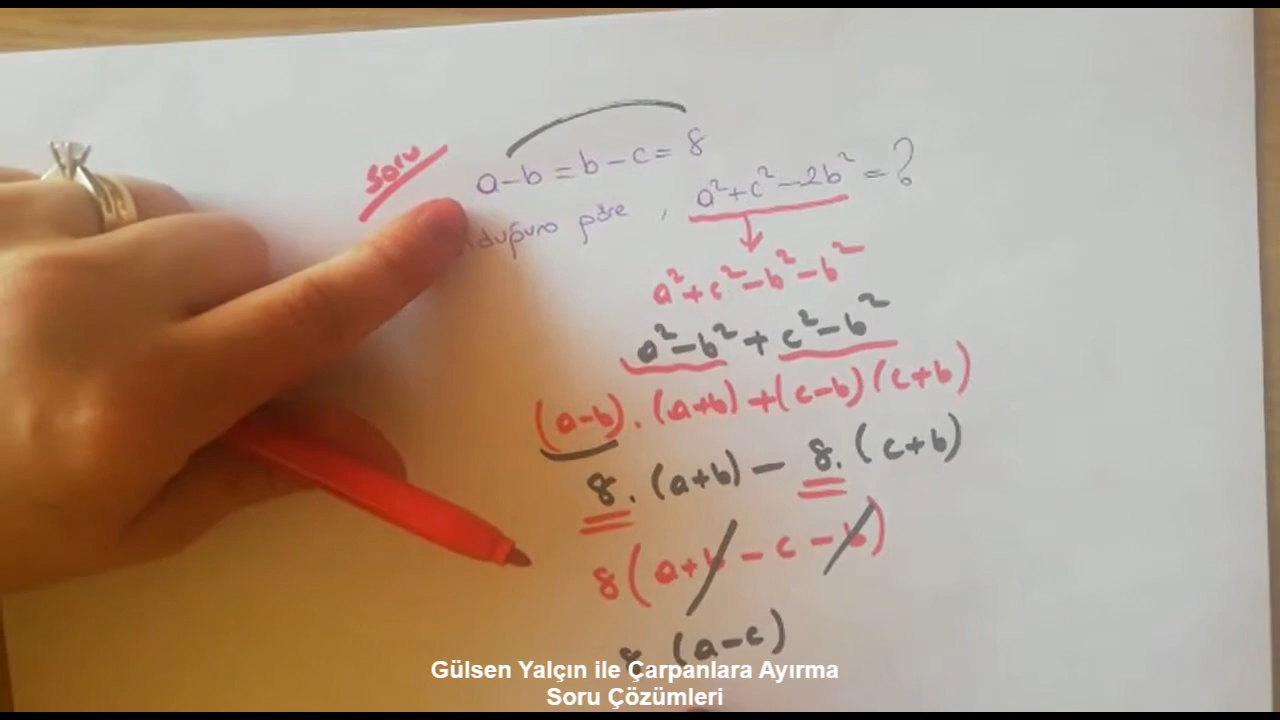 Soru
a-b = b-c = 8
göre , a²+c²-2b² = ?
a²+c²-b²-b²
a²-b² + c²-b²
(a-b).(a+b)+(c-b)(c+b)
8.(a+b) - 8.(c+b)
8(a+b-c-b)
8 (a-c)
Gülsen Yalçın ile Çarpanlara Ayırma
Soru Çözümleri